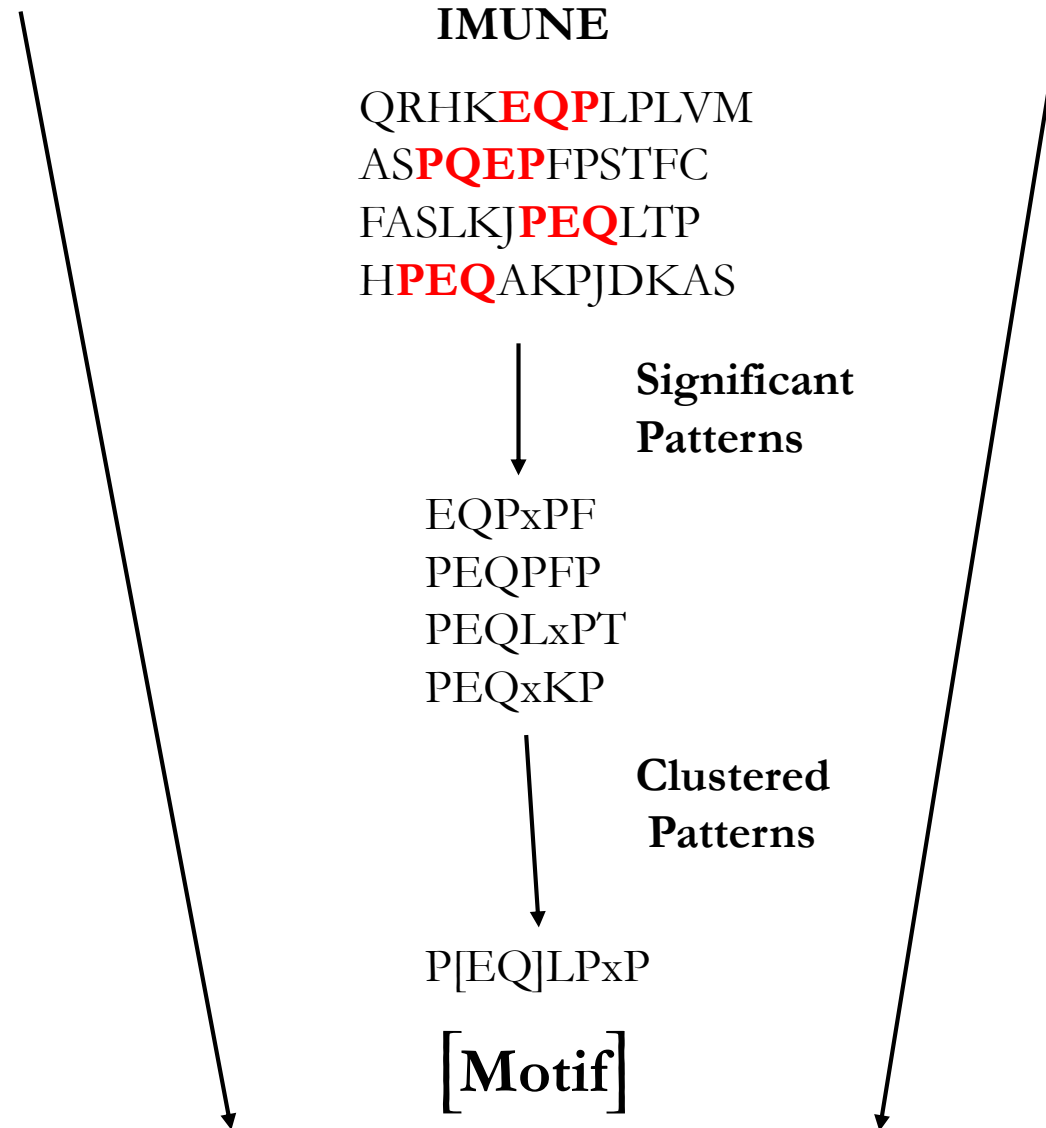 IMUNE
QRHKEQPLPLVM
ASPQEPFPSTFC
FASLKJPEQLTP
HPEQAKPJDKAS
Significant
Patterns
EQPxPF
PEQPFP
PEQLxPT
PEQxKP
Clustered
Patterns
P[EQ]LPxP
[Motif]